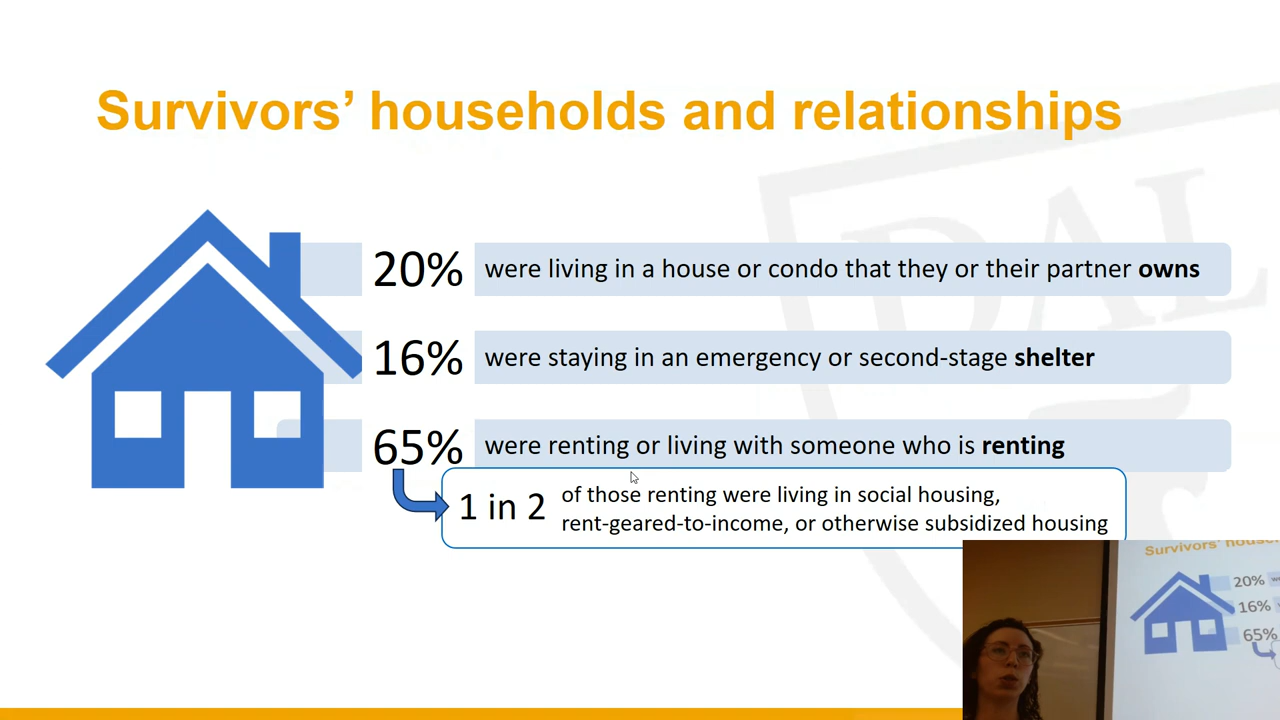 Survivors’ households and relationships
DAL
20% were living in a house or condo that they or their partner owns
16% were staying in an emergency or second-stage shelter
65% were renting or living with someone who is renting
1 in 2 of those renting were living in social housing,
rent-geared-to-income, or otherwise subsidized housing
Survivors’
20%
16%
65%